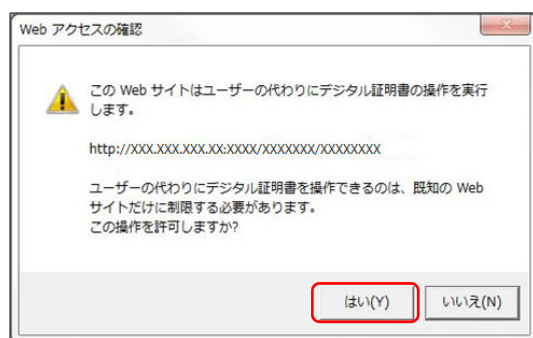 Web アクセスの確認
この Web サイトはユーザーの代わりにデジタル証明書の操作を実行
します。
http://XXX.XXX.XXX.XX:XXXX/XXXXXXX/XXXXXXXX
ユーザーの代わりにデジタル証明書を操作できるのは、既知の Web
サイトだけに制限する必要があります。
この操作を許可しますか?
はい(Y) いいえ(N)